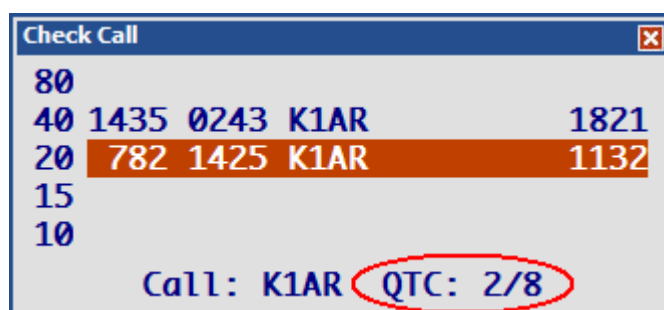 Check Call
80
40 1435 0243 K1AR 1821
20 782 1425 K1AR 1132
15
10
Call: K1AR QTC: 2/8